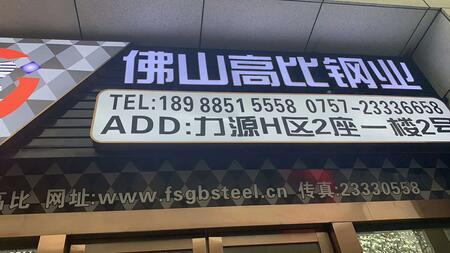 佛山高比钢业
TEL:189 8851 5558 0757-23336658
ADD:力源H区2座一楼2号
高比 网址:www.fsgbsteel.cn 传真:23330558